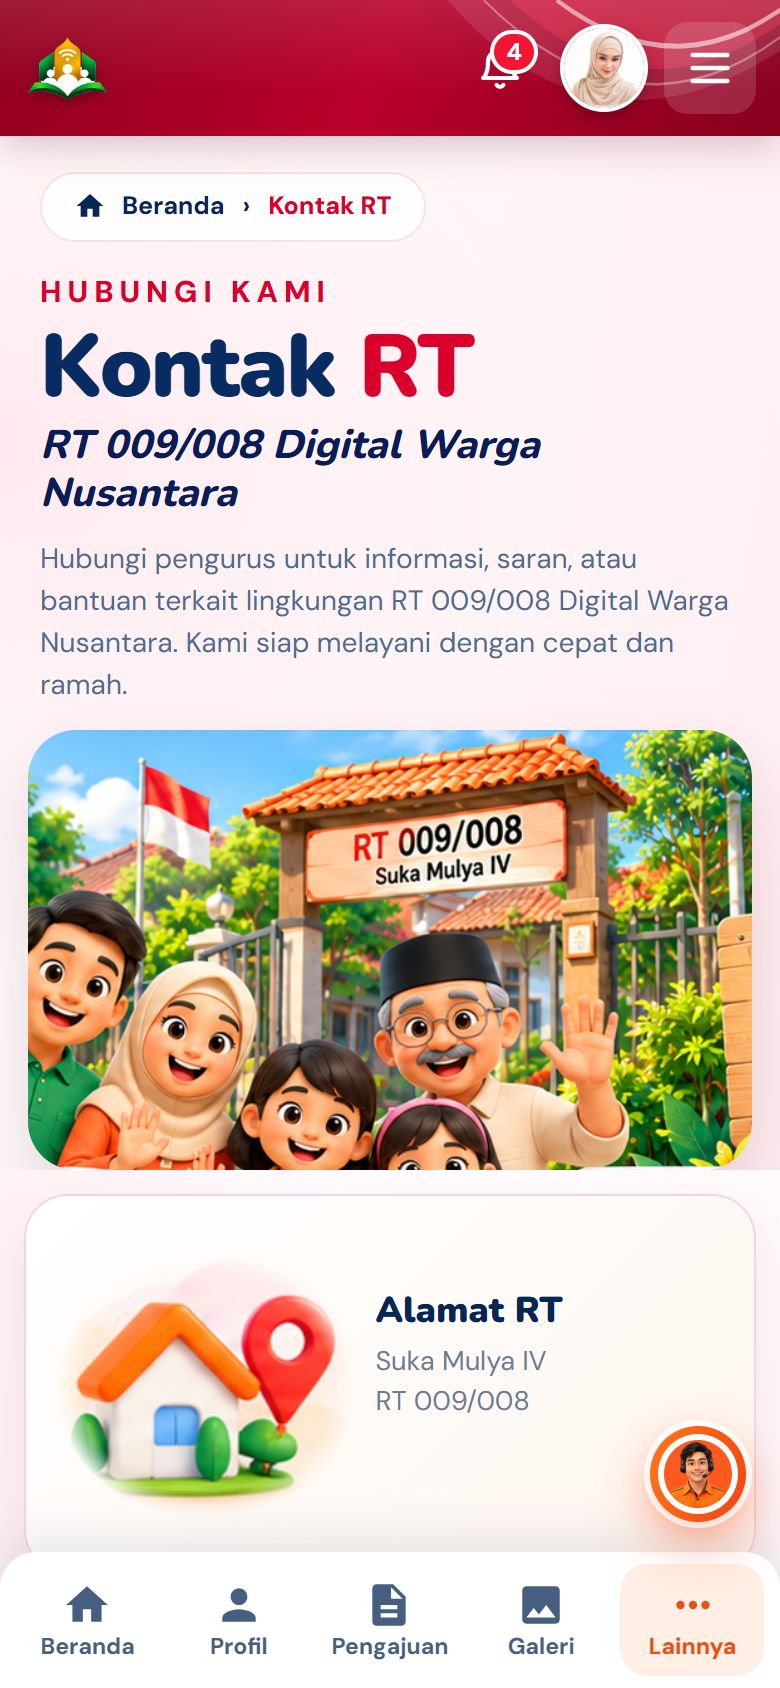 4
Beranda › Kontak RT
HUBUNGI KAMI
Kontak RT
RT 009/008 Digital Warga
Nusantara
Hubungi pengurus untuk informasi, saran, atau
bantuan terkait lingkungan RT 009/008 Digital Warga
Nusantara. Kami siap melayani dengan cepat dan
ramah.
RT 009/008
Suka Mulya IV
Alamat RT
Suka Mulya IV
RT 009/008
Beranda
Profil
Pengajuan
Galeri
Lainnya